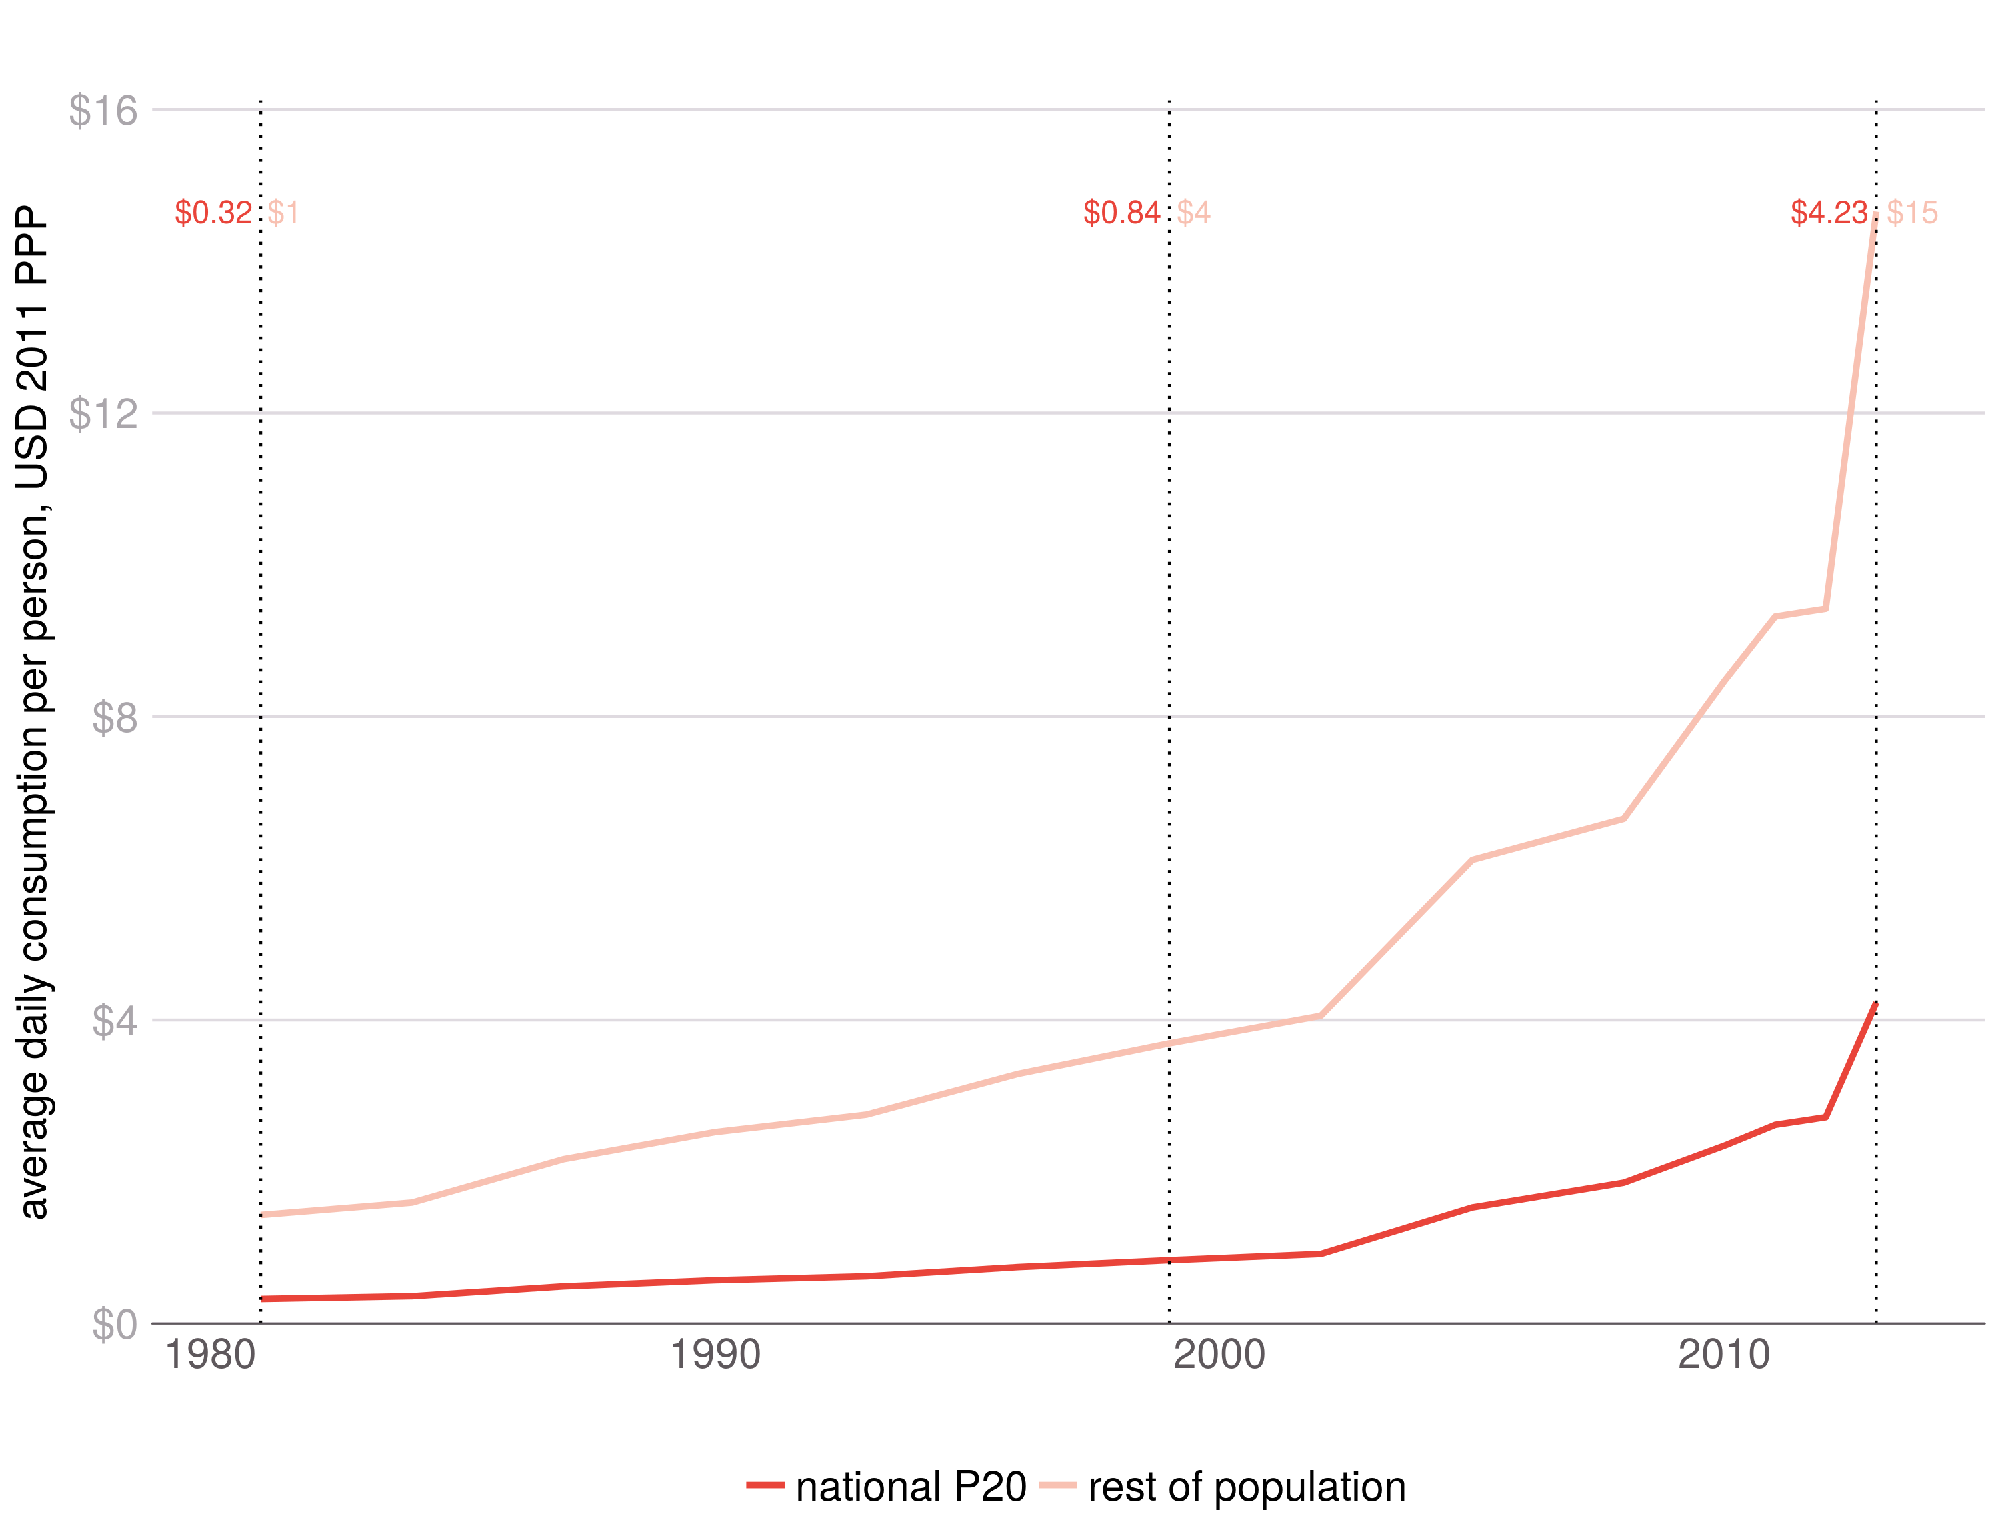 average daily consumption per person, USD 2011 PPP
$16
$0.32 $1
$0.84 $4
$4.23 $15
$12
$8
$4
$0
1980 1990 2000 2010
national P20 rest of population